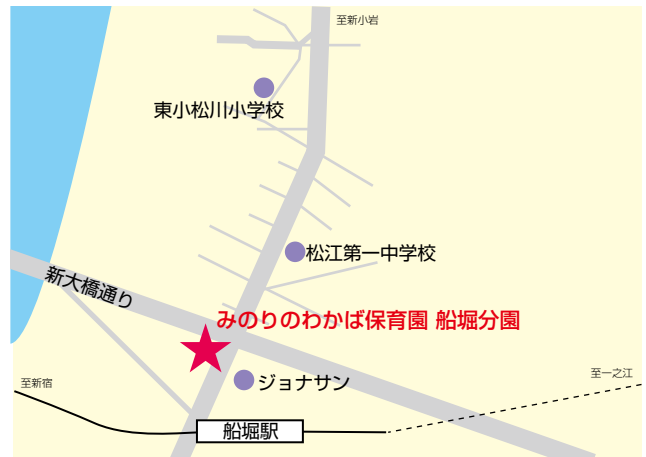 至新小岩
東小松川小学校
松江第一中学校
新大橋通り
みのりのわかば保育園 船堀分園
至一之江
至新宿
ジョナサン
船堀駅